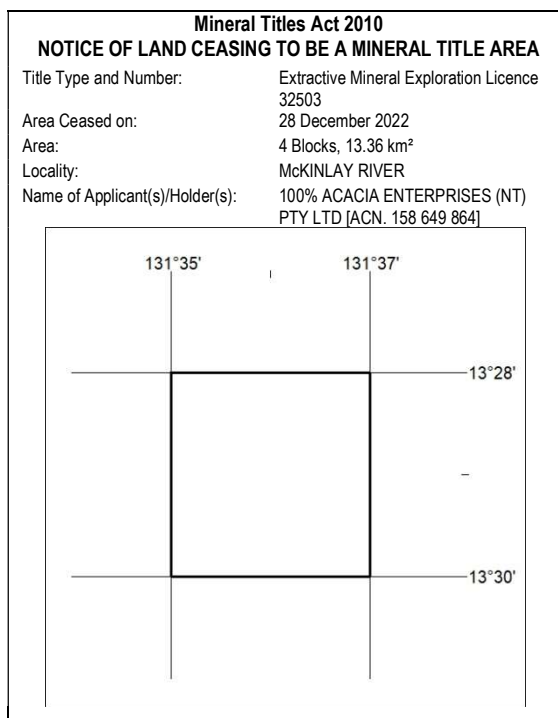 Mineral Titles Act 2010
NOTICE OF LAND CEASING TO BE A MINERAL TITLE AREA
Title Type and Number: Extractive Mineral Exploration Licence
32503
Area Ceased on: 28 December 2022
Area: 4 Blocks, 13.36 km²
Locality: McKINLAY RIVER
Name of Applicant(s)/Holder(s): 100% ACACIA ENTERPRISES (NT)
PTY LTD [ACN. 158 649 864]
131°35' 131°37'
13°28'
13°30'